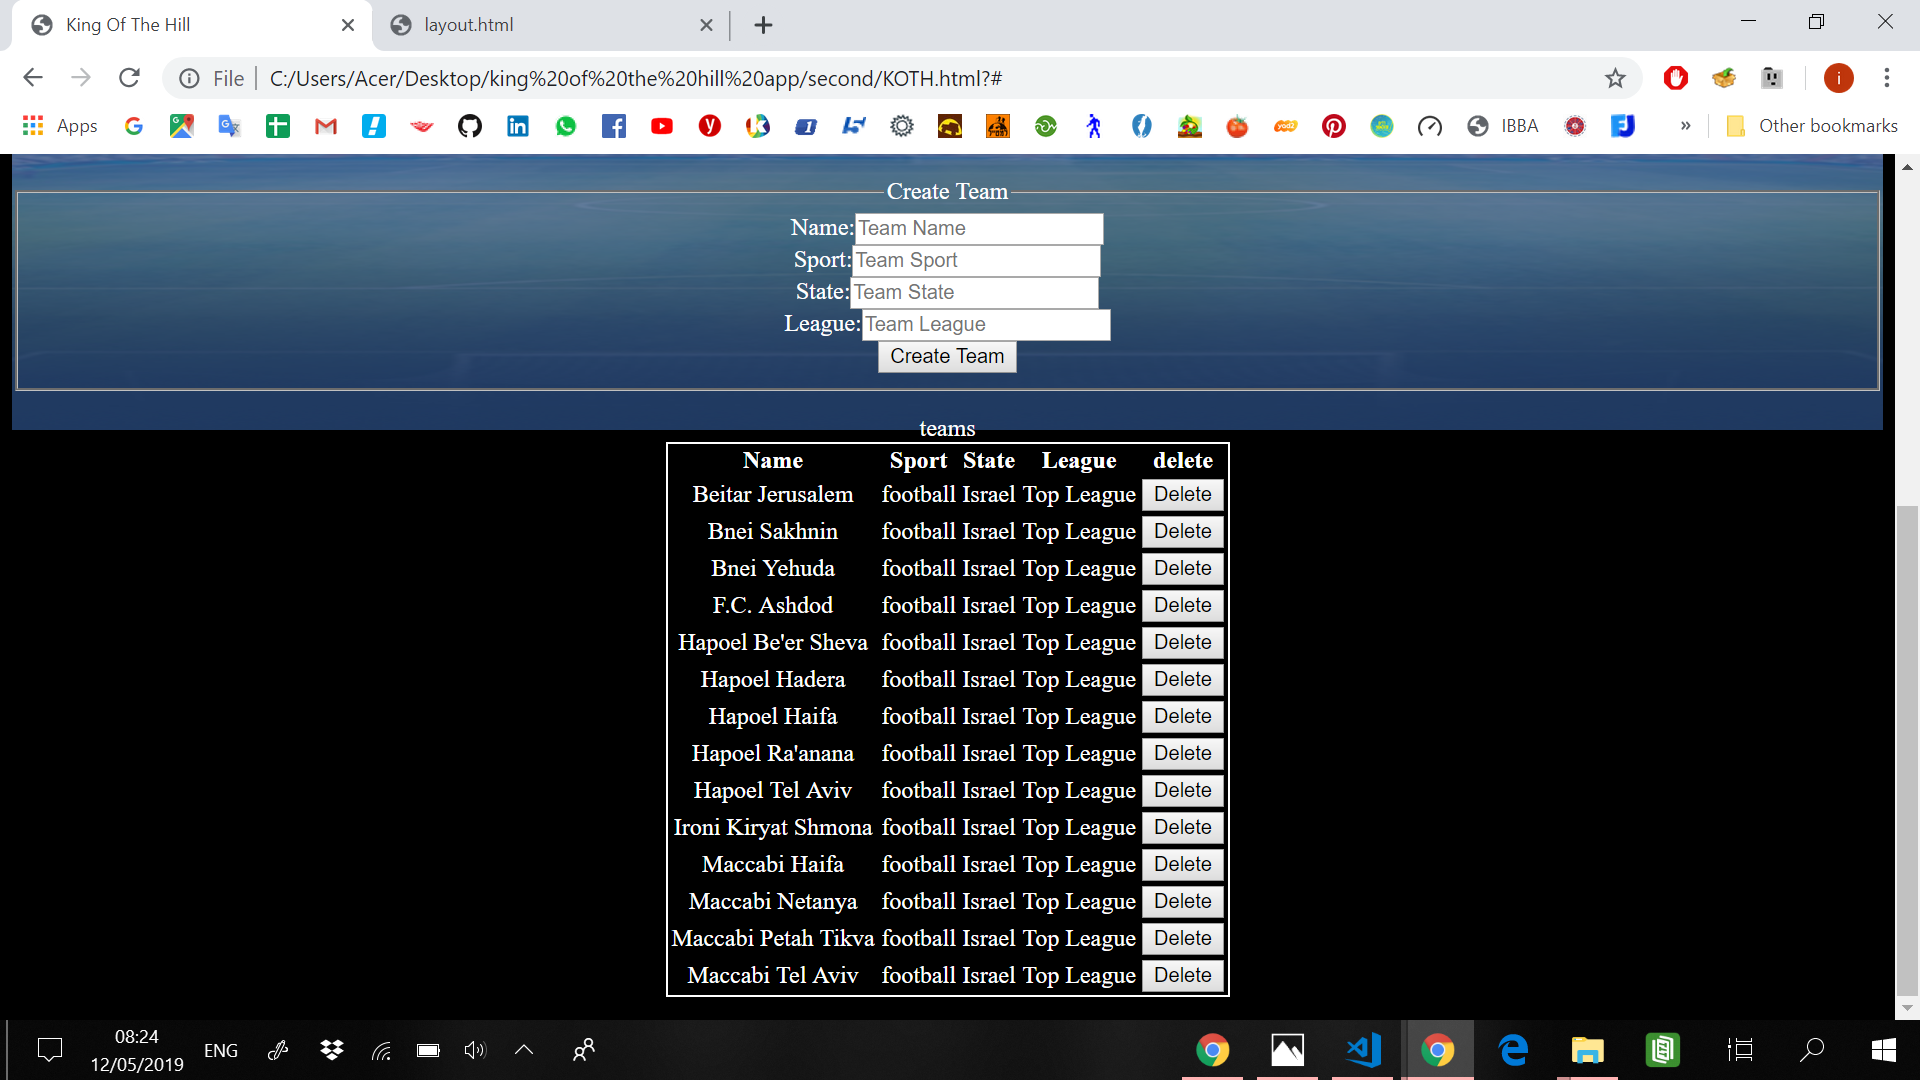 King Of The Hill
layout.html
File C:/Users/Acer/Desktop/king%20of%20the%20hill%20app/second/KOTH.html?#
i
Apps IBBA » Other bookmarks
Create Team
Name: Team Name
Sport: Team Sport
State: Team State
League: Team League
Create Team
teams
Name Sport State League delete
Beitar Jerusalem football Israel Top League Delete
Bnei Sakhnin football Israel Top League Delete
Bnei Yehuda football Israel Top League Delete
F.C. Ashdod football Israel Top League Delete
Hapoel Be'er Sheva football Israel Top League Delete
Hapoel Hadera football Israel Top League Delete
Hapoel Haifa football Israel Top League Delete
Hapoel Ra'anana football Israel Top League Delete
Hapoel Tel Aviv football Israel Top League Delete
Ironi Kiryat Shmona football Israel Top League Delete
Maccabi Haifa football Israel Top League Delete
Maccabi Netanya football Israel Top League Delete
Maccabi Petah Tikva football Israel Top League Delete
Maccabi Tel Aviv football Israel Top League Delete
08:24
12/05/2019
ENG